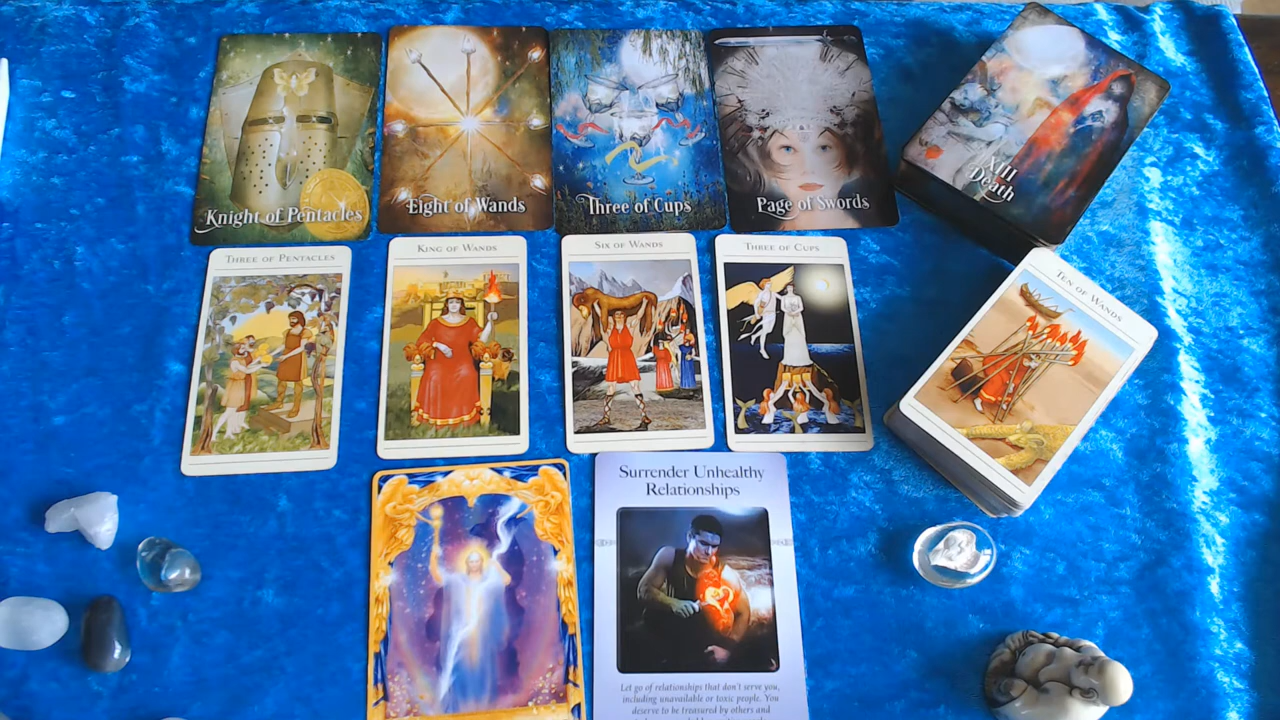 Knight of Pentacles
Eight of Wands
Three of Cups
Page of Swords
XIII
Death
Three of Pentacles
King of Wands
Six of Wands
Three of Cups
Ten of Wands
Surrender Unhealthy
Relationships
Let go of relationships that don't serve you,
including unavailable or toxic people. You
deserve to be treasured by others and